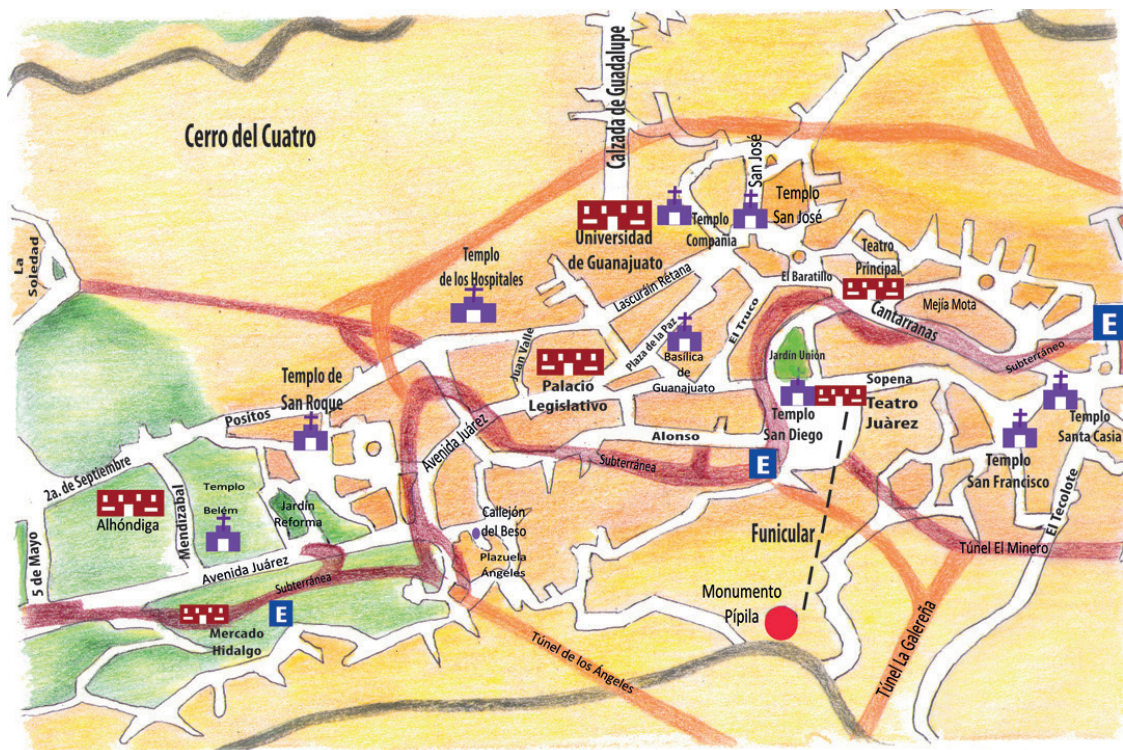 Cerro del Cuatro
Calzada de Guadalupe
San José
Templo
San José
Templo
Compañia
Universidad
de Guanajuato
La
Soledad
Templo
de los Hospitales
Lascuráin Rétana
El Baratillo
Teatro
Principal
Mejía Mota
Cantarranas
E
Subterráneo
Juan Valle
Plaza de la Paz
El Truco
Basílica
de
Guanajuato
Jardín Unión
Palació
Legislativo
Sopena
Teatro
Juàrez
Templo
San Diego
Templo
Santa Casia
Templo de
San Roque
Positos
Avenida Juárez
Alonso
Subterránea
E
Templo
San Francisco
El Tecolote
2a. de Septiembre
Alhóndiga
Mendizabal
Templo
Belém
Jardín
Reforma
Callejón
del Beso
Plazuela
Ángeles
Funicular
Túnel El Minero
5 de Mayo
Avenida Juárez
Subterránea
E
Mercado
Hidalgo
Monumento
Pípila
Túnel de los Ángeles
Túnel La Galereña